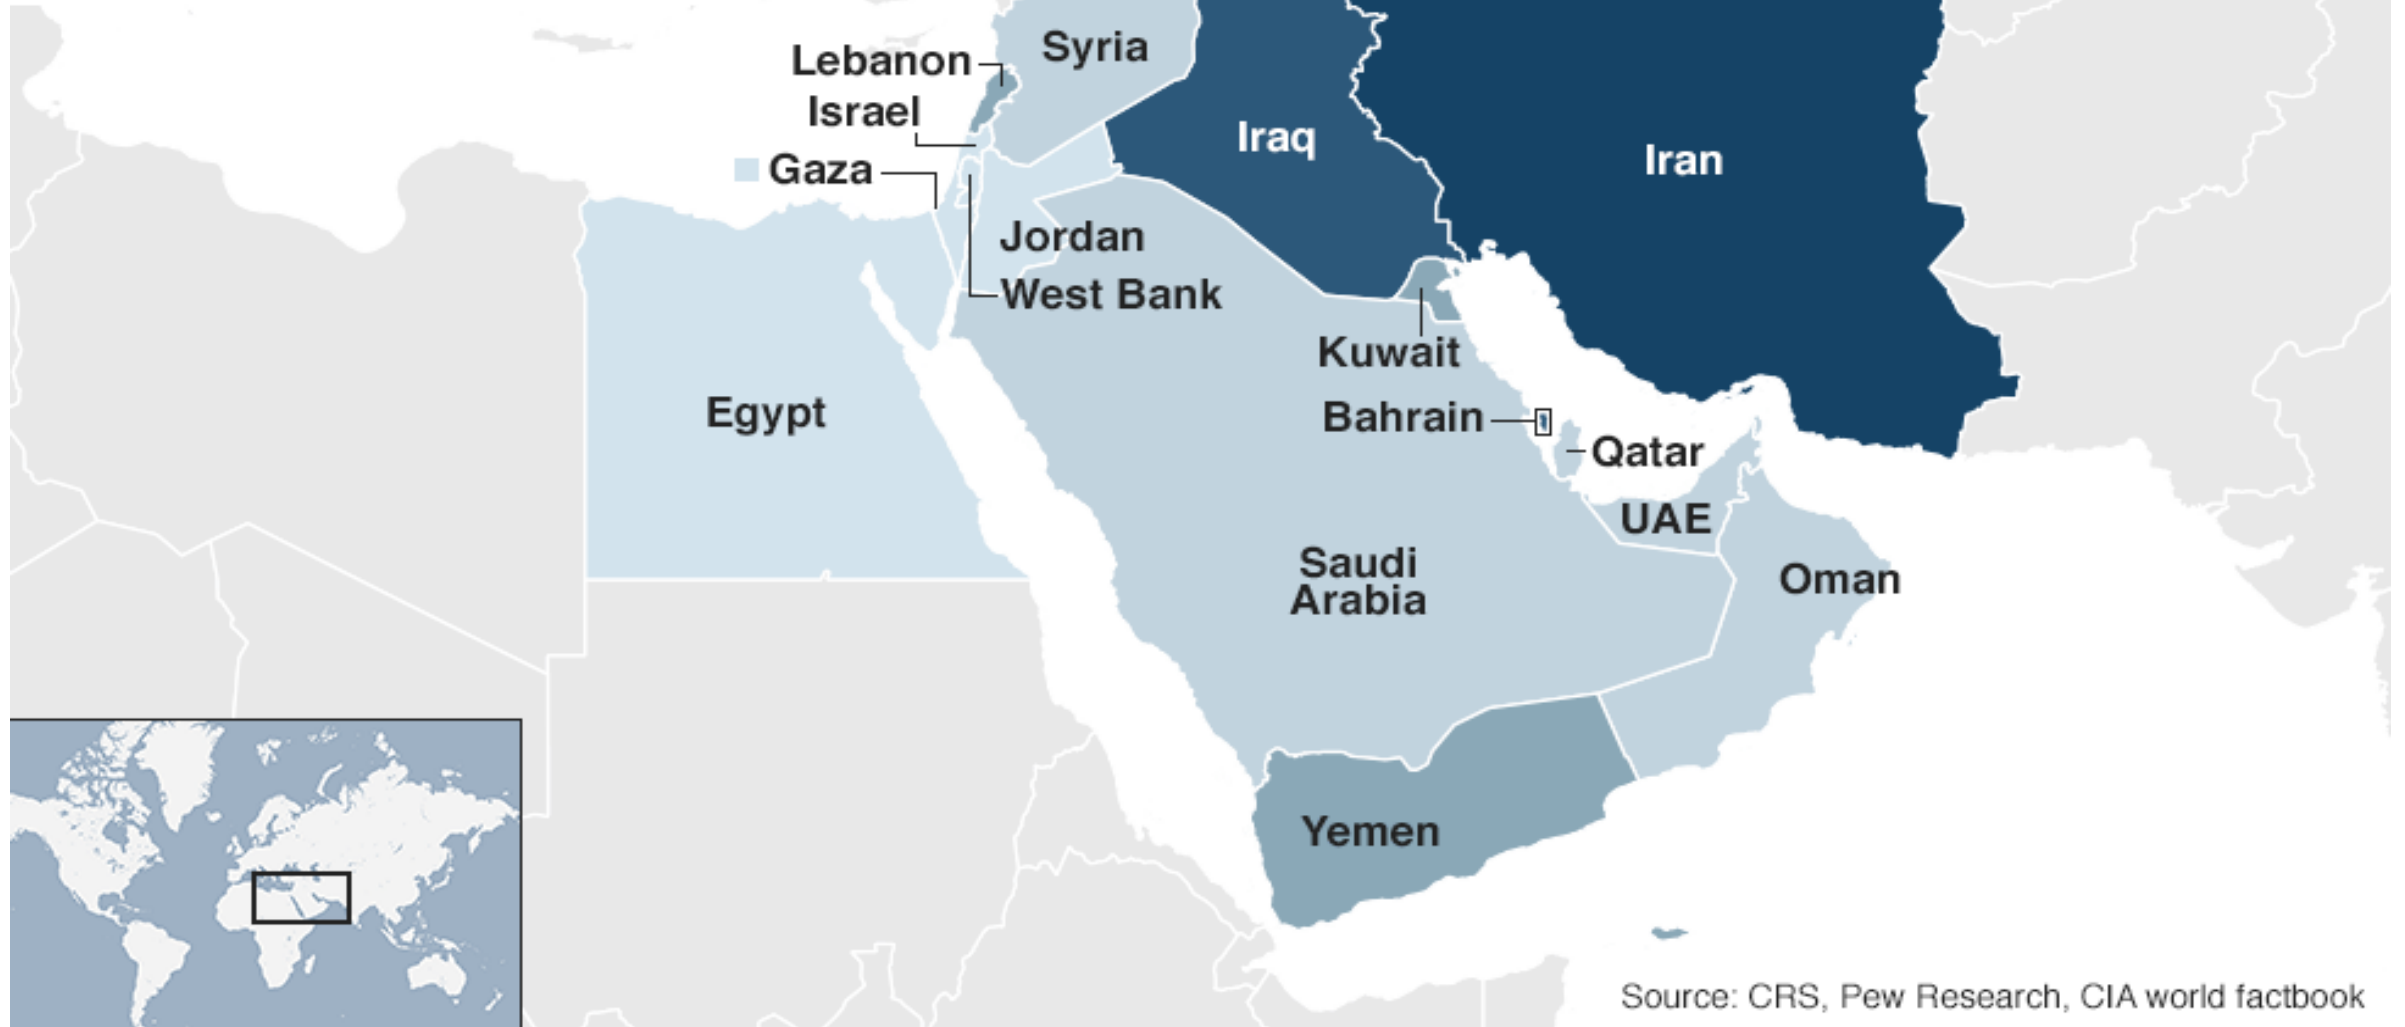 Syria
Lebanon
Israel
Iraq
Iran
Gaza
Jordan
West Bank
Kuwait
Egypt
Bahrain
Qatar
UAE
Saudi
Arabia
Oman
Yemen
Source: CRS, Pew Research, CIA world factbook